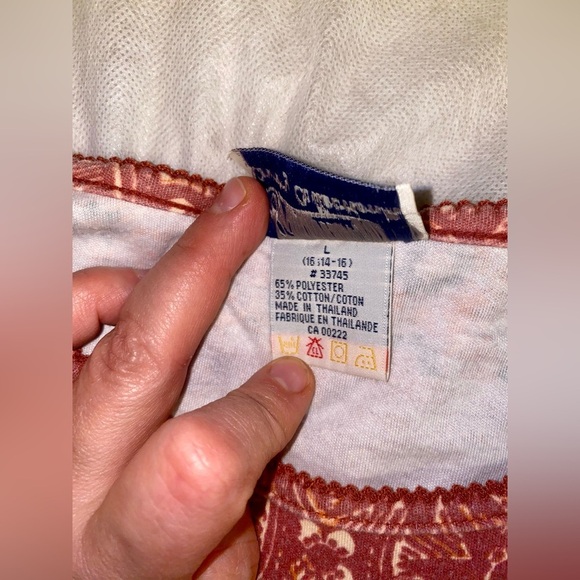 L
(16:14-16)
# 33745
65% POLYESTER
35% COTTON/COTON
MADE IN THAILAND
FABRIQUE EN THAILANDE
CA 00222